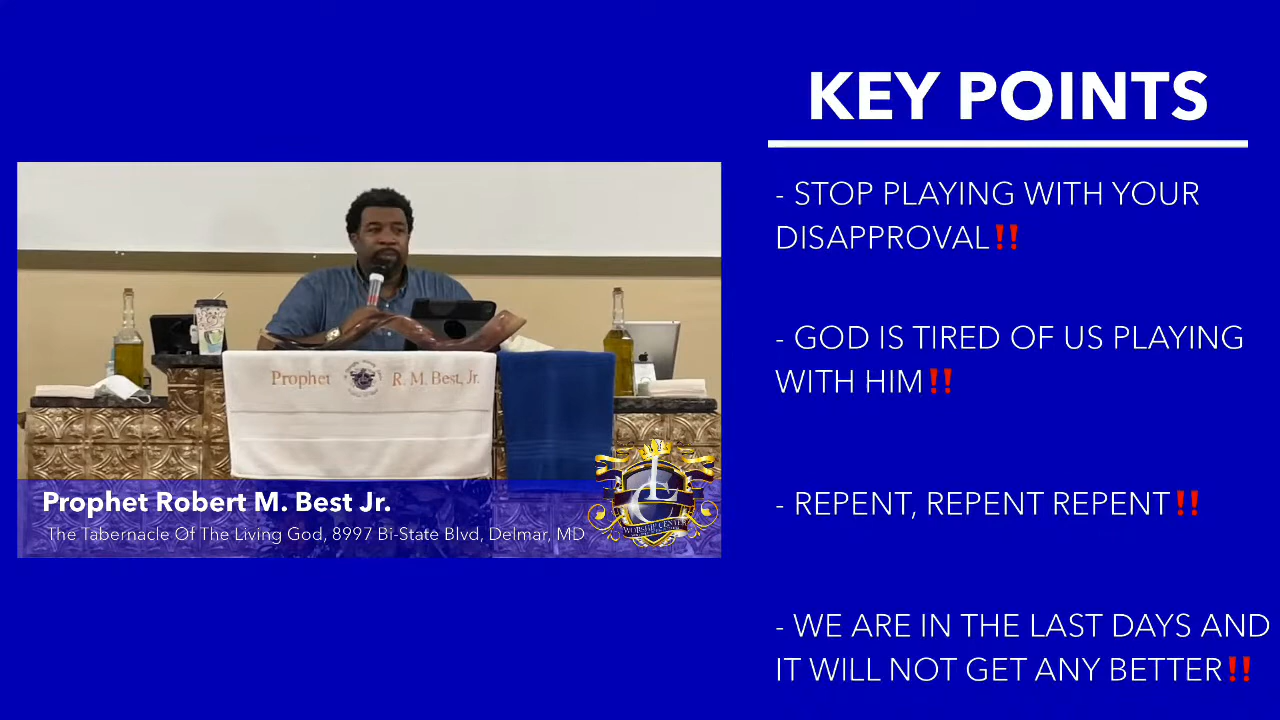 KEY POINTS
- STOP PLAYING WITH YOUR
DISAPPROVAL‼
- GOD IS TIRED OF US PLAYING
WITH HIM‼
- REPENT, REPENT REPENT‼
- WE ARE IN THE LAST DAYS AND
IT WILL NOT GET ANY BETTER‼
Prophet R. M. Best, Jr.
Prophet Robert M. Best Jr.
The Tabernacle Of The Living God, 8997 Bi-State Blvd, Delmar, MD
WORSHIP CENTER